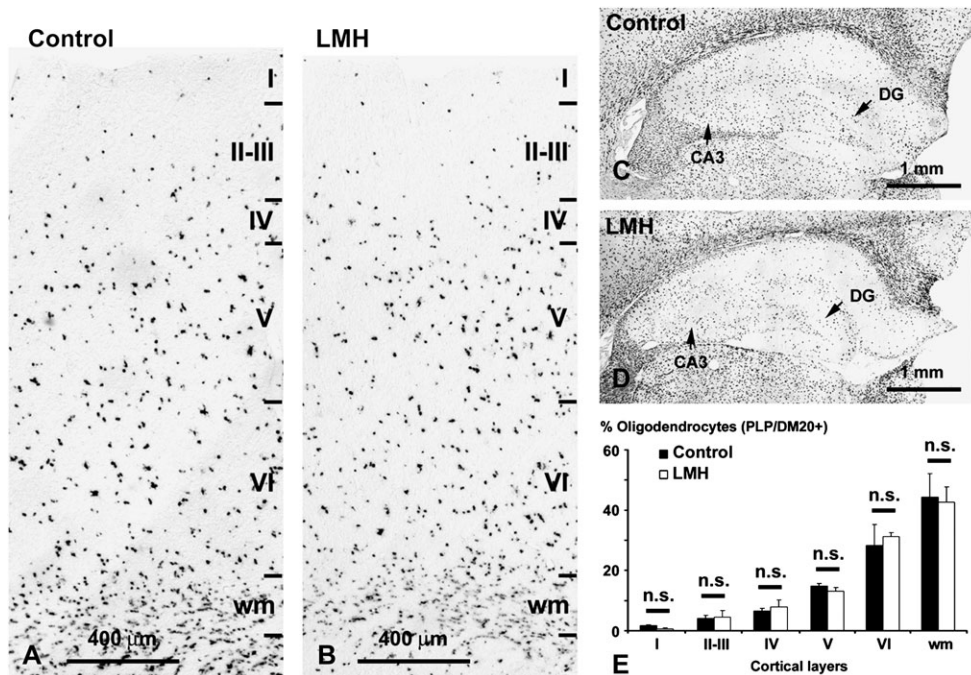 Control
I
II-III
IV
V
VI
wm
400 µm
A
LMH
I
II-III
IV
V
VI
wm
400 µm
B
Control
DG
CA3
C
1 mm
LMH
DG
CA3
D
1 mm
% Oligodendrocytes (PLP/DM20+)
60
40
20
0
Control
LMH
n.s.
n.s.
n.s.
n.s.
n.s.
n.s.
I II-III IV V VI wm
Cortical layers
E